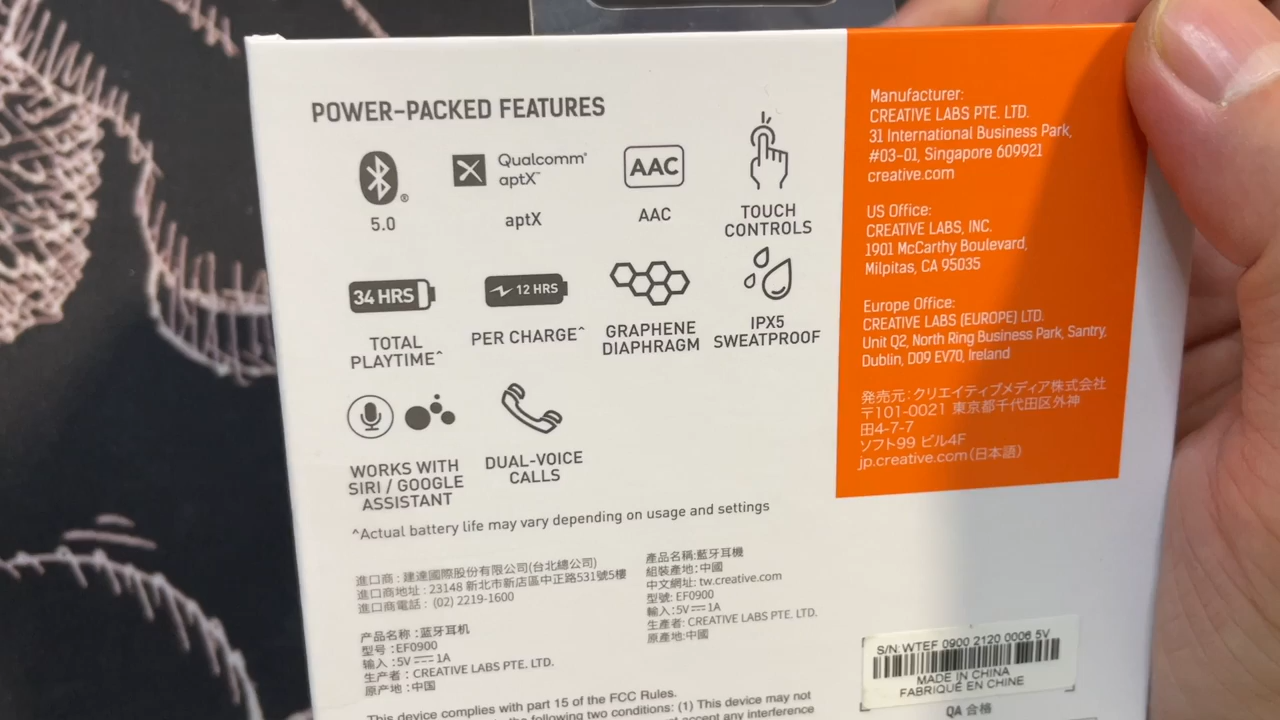 POWER-PACKED FEATURES
5.0
Qualcomm®
aptX™
aptX
AAC
AAC
TOUCH
CONTROLS
34 HRS
TOTAL
PLAYTIME^
12 HRS
PER CHARGE^
GRAPHENE
DIAPHRAGM
IPX5
SWEATPROOF
WORKS WITH
SIRI / GOOGLE
ASSISTANT
DUAL-VOICE
CALLS
^Actual battery life may vary depending on usage and settings
進口商 : 建達國際股份有限公司(台北總公司)
進口商地址 : 23148 新北市新店區中正路531號5樓
進口商電話 : (02) 2219-1600
產品名稱:藍牙耳機
組裝產地:中國
中文網址: tw.creative.com
型號: EF0900
輸入:5V⎓1A
生產者: CREATIVE LABS PTE. LTD.
原產地:中國
产品名称 : 蓝牙耳机
型号 : EF0900
输入 : 5V⎓1A
生产者 : CREATIVE LABS PTE. LTD.
原产地 : 中国
This device complies with part 15 of the FCC Rules.
the following two conditions: (1) This device may not
accept any interference
Manufacturer:
CREATIVE LABS PTE. LTD.
31 International Business Park,
#03-01, Singapore 609921
creative.com
US Office:
CREATIVE LABS, INC.
1901 McCarthy Boulevard,
Milpitas, CA 95035
Europe Office:
CREATIVE LABS (EUROPE) LTD.
Unit Q2, North Ring Business Park, Santry,
Dublin, D09 EV70, Ireland
発売元：クリエイティブメディア株式会社
〒101-0021 東京都千代田区外神
田4-7-7
ソフト99 ビル4F
jp.creative.com（日本語）
S/N: WTEF 0900 2120 0006 5V
MADE IN CHINA
FABRIQUE EN CHINE
QA 合格